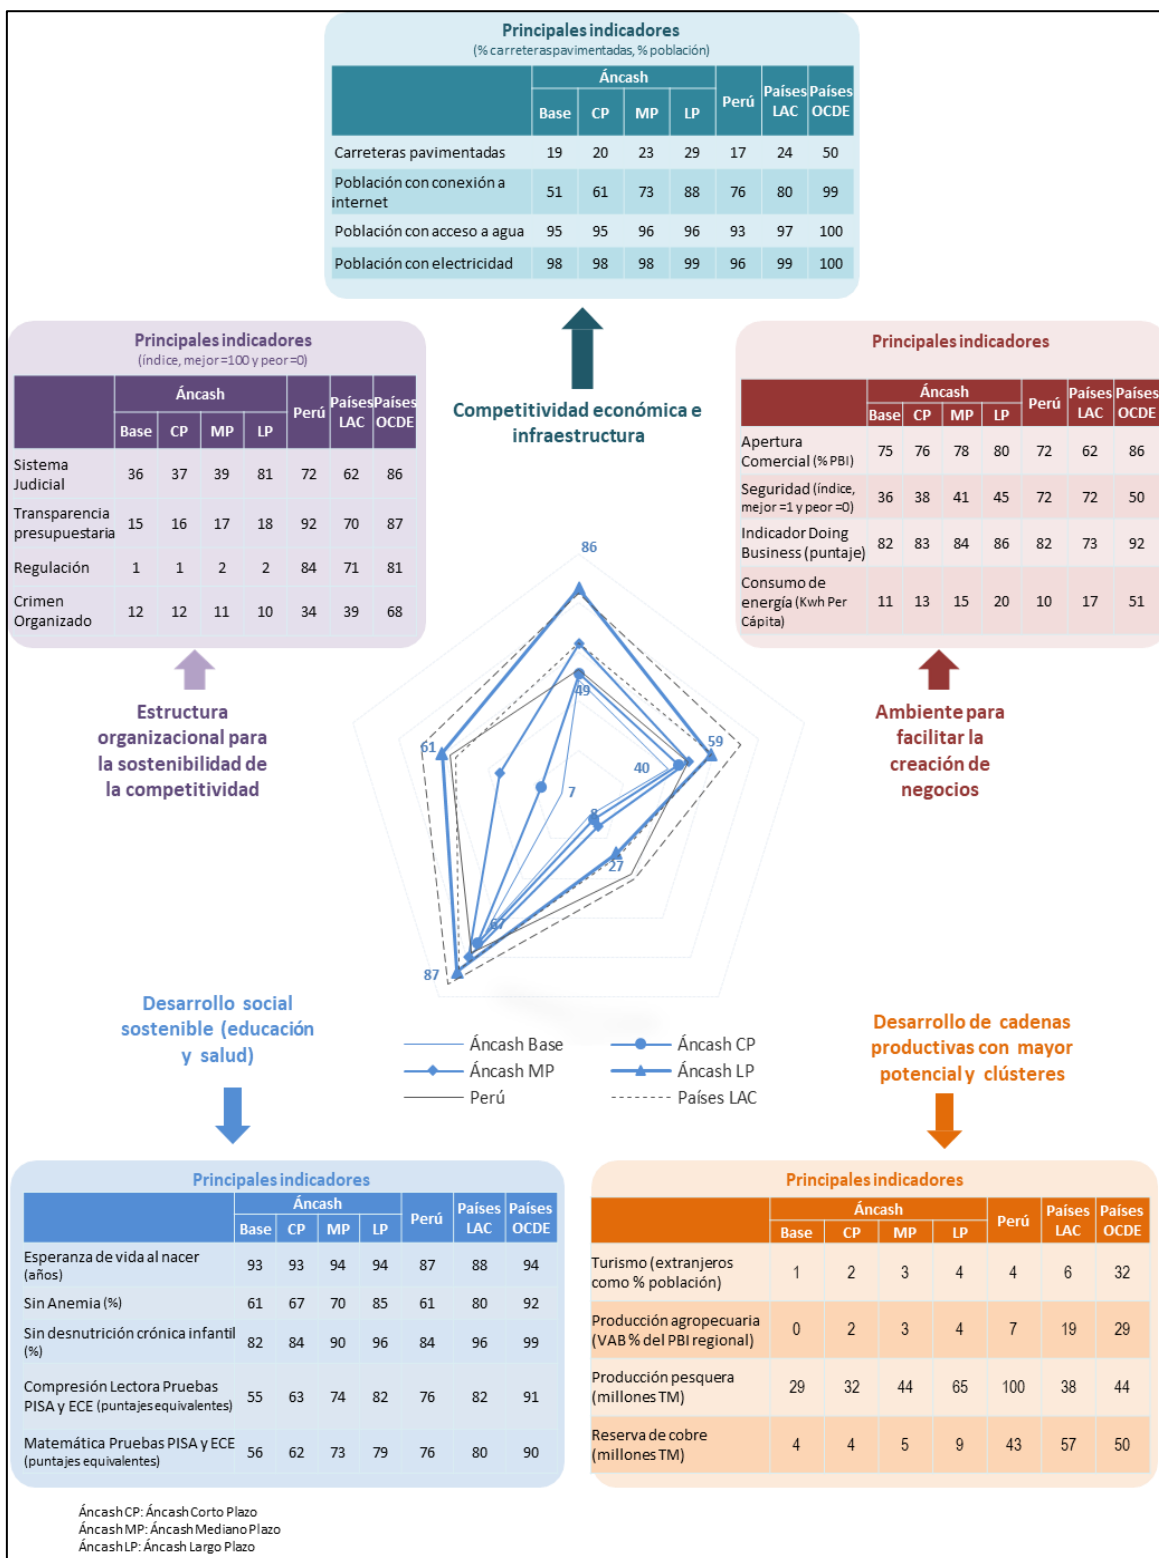 Principales indicadores
(% carreteras pavimentadas, % población)
Áncash Perú Países LAC Países OCDE
Base CP MP LP
Carreteras pavimentadas 19 20 23 29 17 24 50
Población con conexión a internet 51 61 73 88 76 80 99
Población con acceso a agua 95 95 96 96 93 97 100
Población con electricidad 98 98 98 99 96 99 100
Principales indicadores
(índice, mejor =100 y peor =0)
Áncash Perú Países LAC Países OCDE
Base CP MP LP
Sistema Judicial 36 37 39 81 72 62 86
Transparencia presupuestaria 15 16 17 18 92 70 87
Regulación 1 1 2 2 84 71 81
Crimen Organizado 12 12 11 10 34 39 68
Principales indicadores
Áncash Perú Países LAC Países OCDE
Base CP MP LP
Apertura Comercial (% PBI) 75 76 78 80 72 62 86
Seguridad (índice, mejor =1 y peor =0) 36 38 41 45 72 72 50
Indicador Doing Business (puntaje) 82 83 84 86 82 73 92
Consumo de energía (Kwh Per Cápita) 11 13 15 20 10 17 51
Competitividad económica e
infraestructura
Estructura
organizacional para
la sostenibilidad de
la competitividad
Ambiente para
facilitar la
creación de
negocios
86
49
59
40
61
7
8
27
67
87
Desarrollo social
sostenible (educación
y salud)
Desarrollo de cadenas
productivas con mayor
potencial y clústeres
Áncash Base
Áncash CP
Áncash MP
Áncash LP
Perú
Países LAC
Principales indicadores
Áncash Perú Países LAC Países OCDE
Base CP MP LP
Esperanza de vida al nacer (años) 93 93 94 94 87 88 94
Sin Anemia (%) 61 67 70 85 61 80 92
Sin desnutrición crónica infantil (%) 82 84 90 96 84 96 99
Compresión Lectora Pruebas PISA y ECE (puntajes equivalentes) 55 63 74 82 76 82 91
Matemática Pruebas PISA y ECE (puntajes equivalentes) 56 62 73 79 76 80 90
Principales indicadores
Áncash Perú Países LAC Países OCDE
Base CP MP LP
Turismo (extranjeros como % población) 1 2 3 4 4 6 32
Producción agropecuaria (VAB % del PBI regional) 0 2 3 4 7 19 29
Producción pesquera (millones TM) 29 32 44 65 100 38 44
Reserva de cobre (millones TM) 4 4 5 9 43 57 50
Áncash CP: Áncash Corto Plazo
Áncash MP: Áncash Mediano Plazo
Áncash LP: Áncash Largo Plazo